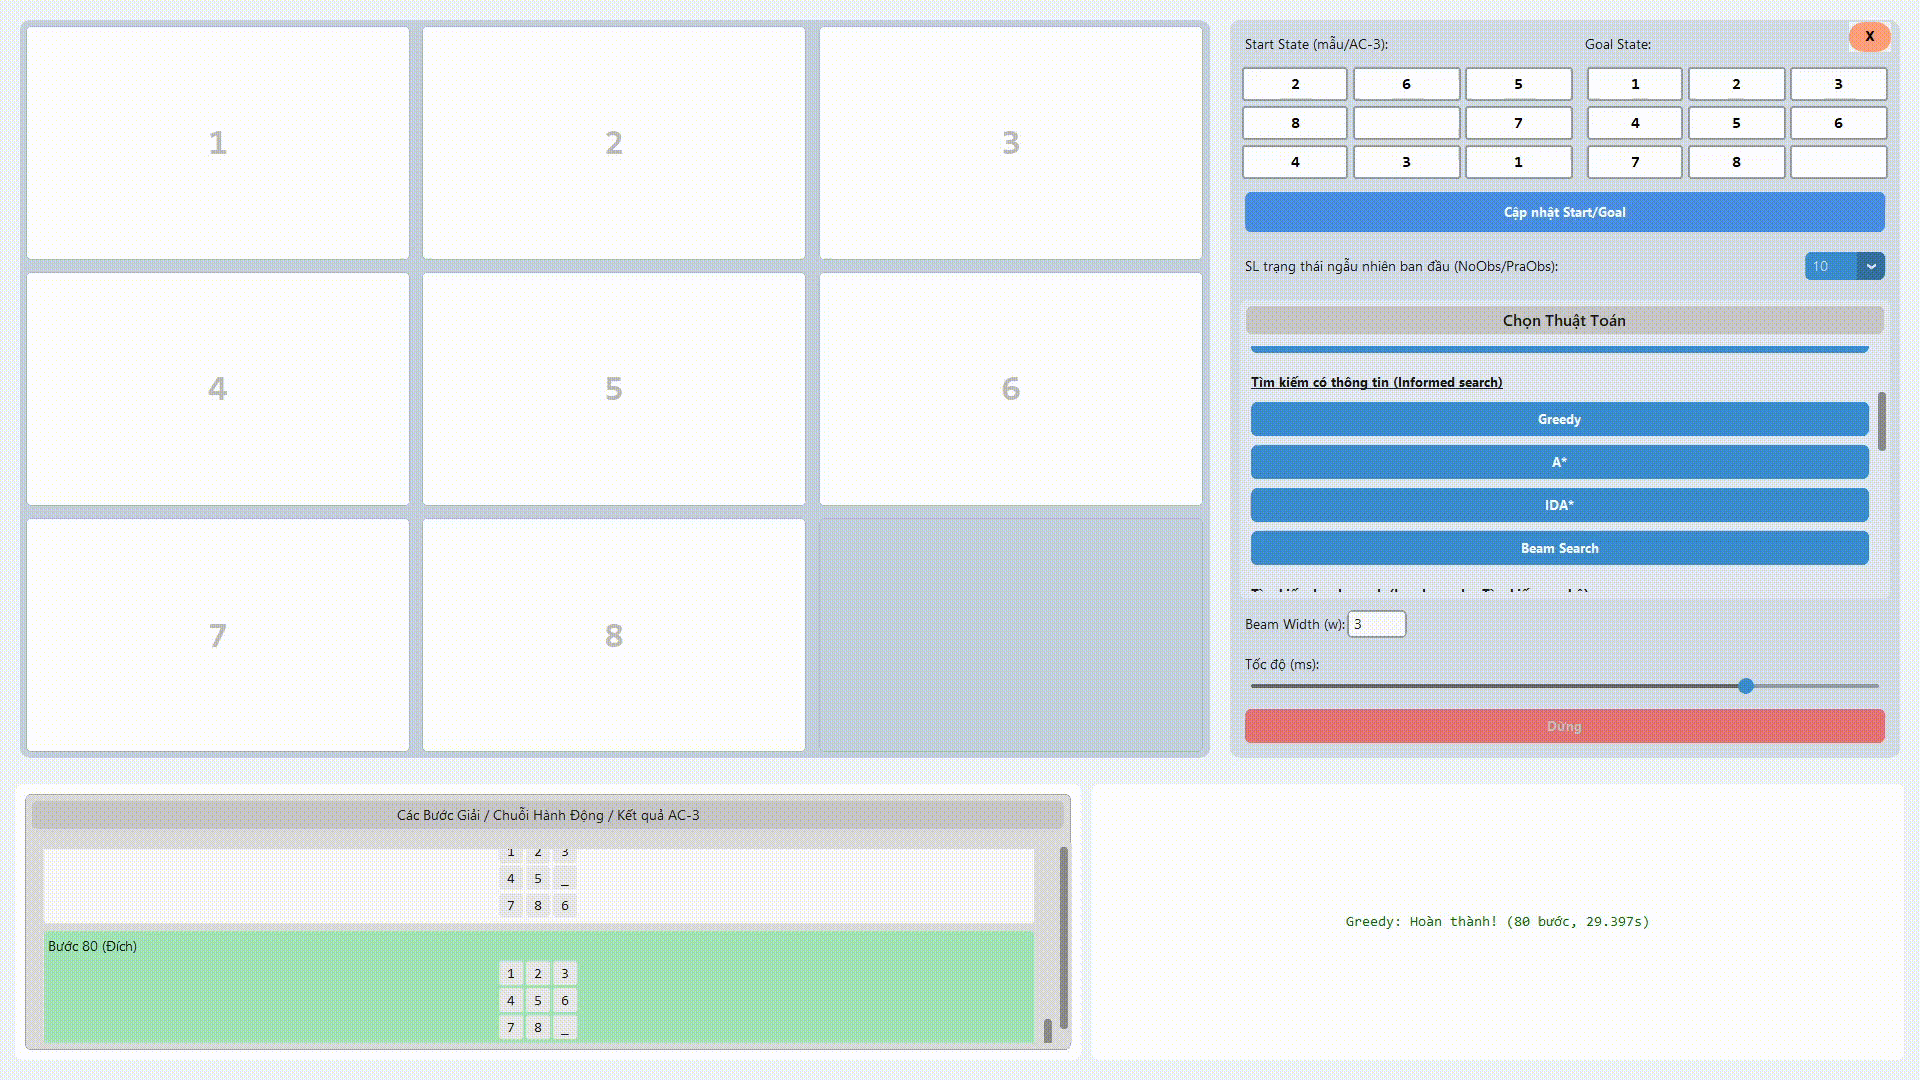 1 2 3
4 5 6
7 8
Start State (mẫu/AC-3):
2 6 5
8 7
4 3 1
Goal State:
1 2 3
4 5 6
7 8
X
Cập nhật Start/Goal
SL trạng thái ngẫu nhiên ban đầu (NoObs/PraObs):
10
Chọn Thuật Toán
Tìm kiếm có thông tin (Informed search)
Greedy
A*
IDA*
Beam Search
Beam Width (w): 3
Tốc độ (ms):
Dừng
Các Bước Giải / Chuỗi Hành Động / Kết quả AC-3
1 2 3
4 5 _
7 8 6
Bước 80 (Đích)
1 2 3
4 5 6
7 8 _
Greedy: Hoàn thành! (80 bước, 29.397s)